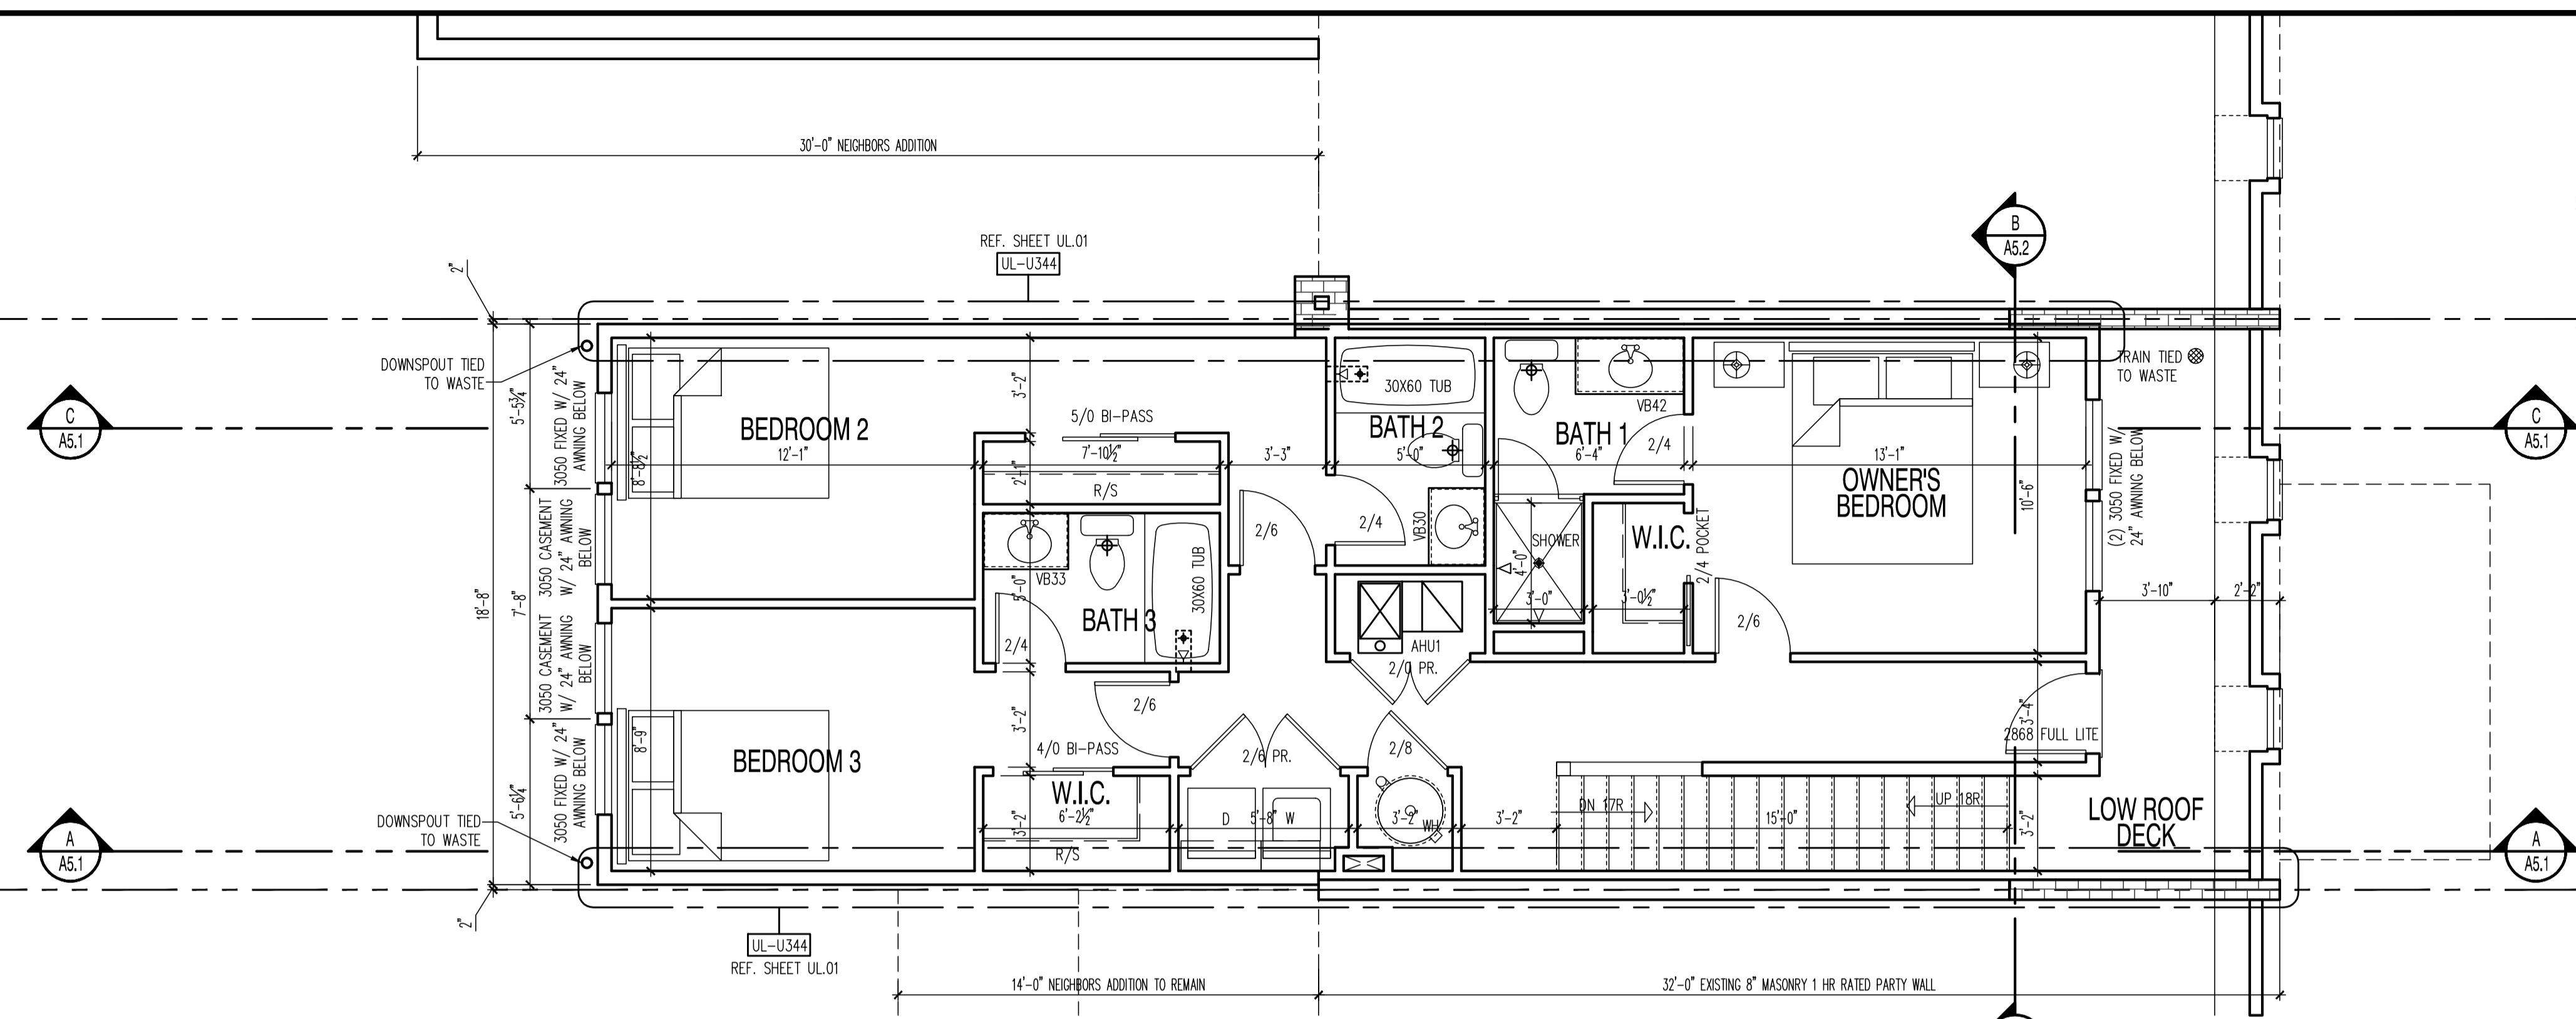 30'-0" NEIGHBORS ADDITION
REF. SHEET UL.01
UL-U344
B
A5.2
2"
DOWNSPOUT TIED
TO WASTE
C
A5.1
5'-5¾"
3050 FIXED W/ 24"
AWNING BELOW
8'-8½"
BEDROOM 2
12'-1"
3'-2"
5/0 BI-PASS
7'-10½"
2'-1"
R/S
3'-3"
30X60 TUB
BATH 2
5'-0"
2/4
VB30
VB42
BATH 1
6'-4"
2/4
13'-1"
OWNER'S
BEDROOM
10'-6"
TRAIN TIED
TO WASTE
(2) 3050 FIXED W/
24" AWNING BELOW
C
A5.1
18'-8"
7'-8"
3050 CASEMENT
W/ 24" AWNING
BELOW
3050 CASEMENT
W/ 24" AWNING
BELOW
VB33
5'-0"
BATH 3
30X60 TUB
2/4
2/6
SHOWER
4'-0"
3'-0"
W.I.C.
3'-0½"
2/4 POCKET
2/6
3'-10"
2'-2"
AHU1
2/0 PR.
BEDROOM 3
8'-9"
3'-2"
2/6
4/0 BI-PASS
2/6 PR.
2/8
3'-4"
2868 FULL LITE
5'-6¼"
3050 FIXED W/ 24"
AWNING BELOW
DOWNSPOUT TIED
TO WASTE
A
A5.1
W.I.C.
6'-2½"
3'-2"
R/S
D
5'-8"
W
3'-2"
WH
3'-2"
DN 17R
15'-0"
UP 18R
3'-2"
LOW ROOF
DECK
A
A5.1
2"
UL-U344
REF. SHEET UL.01
14'-0" NEIGHBORS ADDITION TO REMAIN
32'-0" EXISTING 8" MASONRY 1 HR RATED PARTY WALL